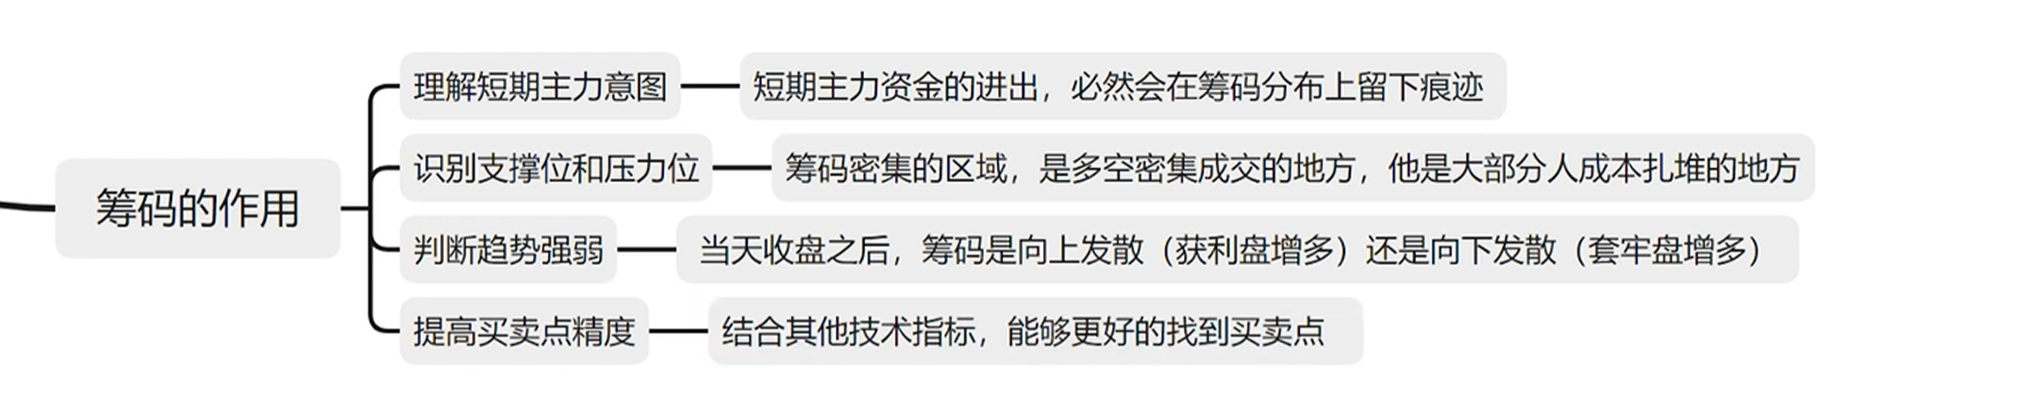 筹码的作用
理解短期主力意图
短期主力资金的进出，必然会在筹码分布上留下痕迹
识别支撑位和压力位
筹码密集的区域，是多空密集成交的地方，他是大部分人成本扎堆的地方
判断趋势强弱
当天收盘之后，筹码是向上发散（获利盘增多）还是向下发散（套牢盘增多）
提高买卖点精度
结合其他技术指标，能够更好的找到买卖点